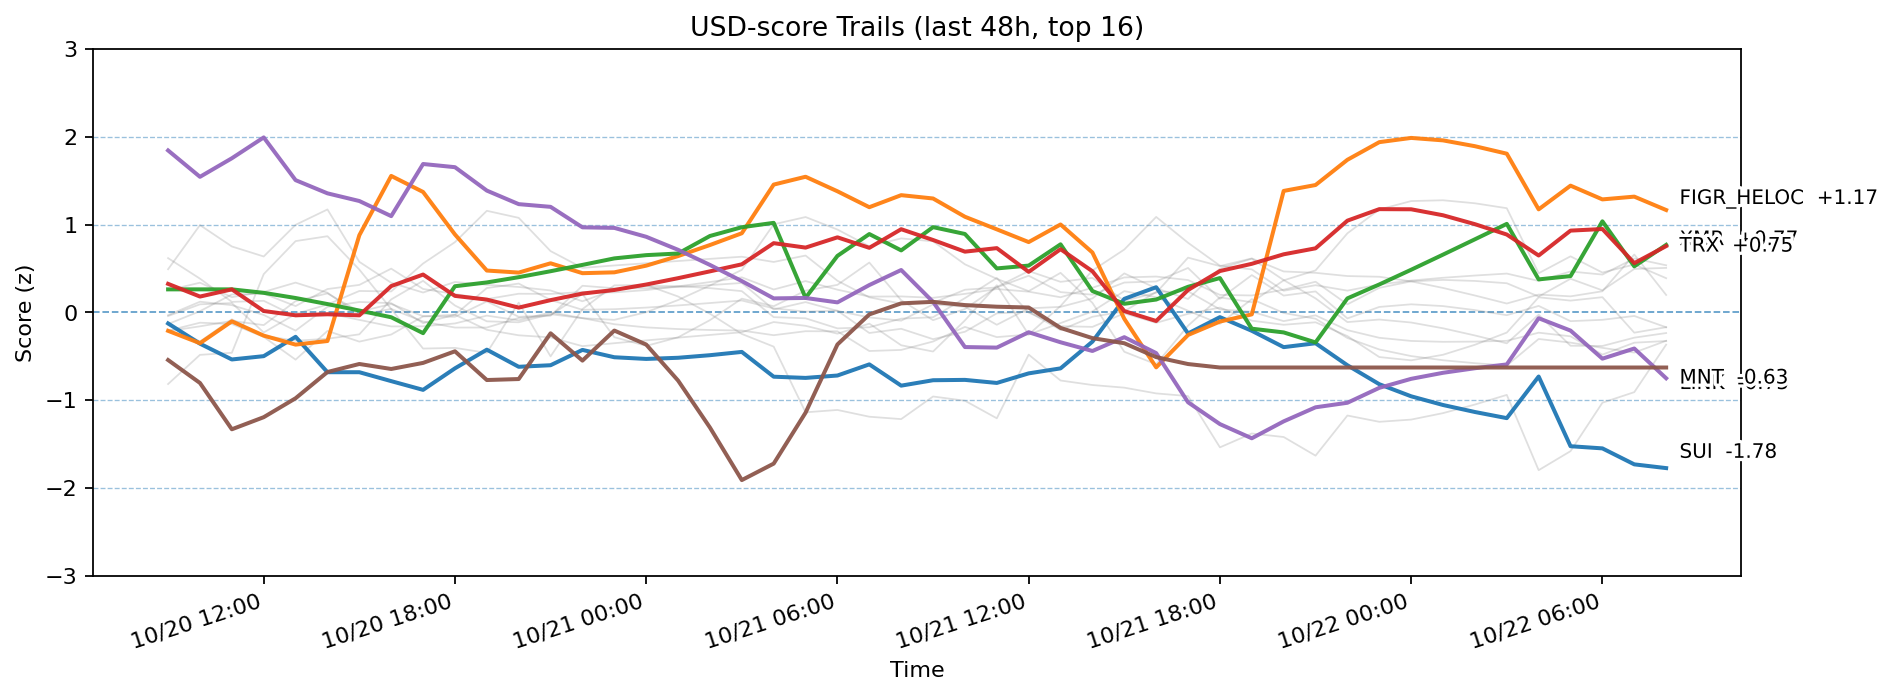 USD-score Trails (last 48h, top 16)
Score (z)
3
2
1
0
−1
−2
−3
FIGR_HELOC +1.17
TRX +0.75
MNT -0.63
SUI -1.78
10/20 12:00
10/20 18:00
10/21 00:00
10/21 06:00
10/21 12:00
10/21 18:00
10/22 00:00
10/22 06:00
Time